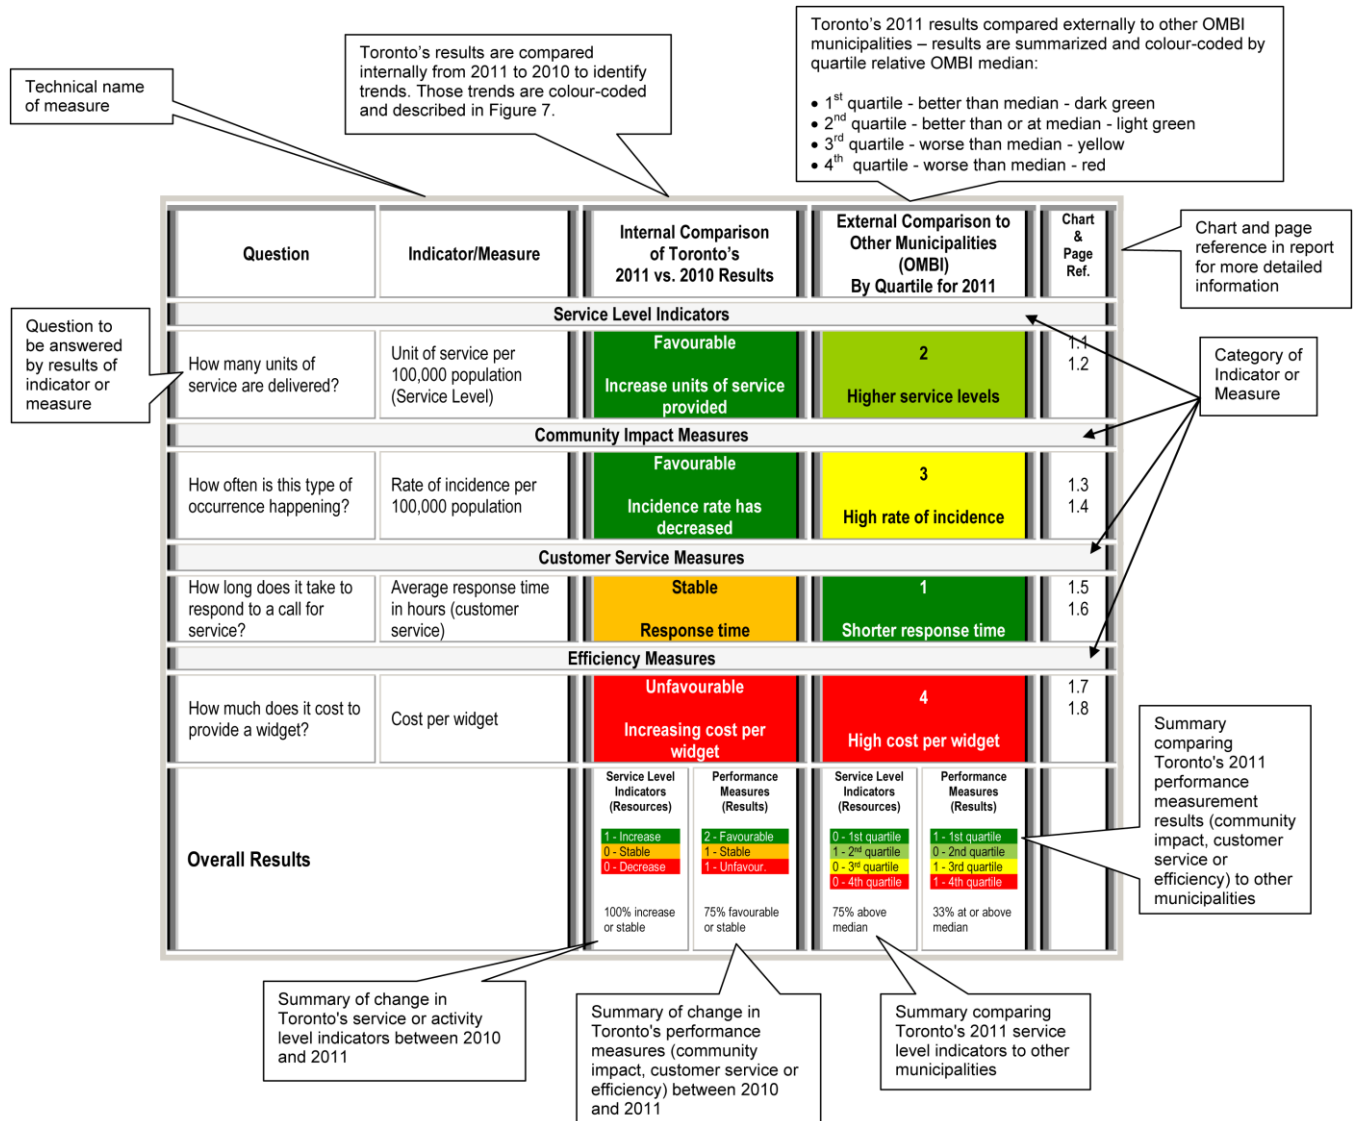 Technical name
of measure
Toronto's results are compared
internally from 2011 to 2010 to identify
trends. Those trends are colour-coded
and described in Figure 7.
Toronto's 2011 results compared externally to other OMBI
municipalities – results are summarized and colour-coded by
quartile relative OMBI median:
• 1st quartile - better than median - dark green
• 2nd quartile - better than or at median - light green
• 3rd quartile - worse than median - yellow
• 4th quartile - worse than median - red
Chart and page
reference in report
for more detailed
information
Question to
be answered
by results of
indicator or
measure
Category of
Indicator or
Measure
Question
Indicator/Measure
Internal Comparison
of Toronto's
2011 vs. 2010 Results
External Comparison to
Other Municipalities
(OMBI)
By Quartile for 2011
Chart
&
Page
Ref.
Service Level Indicators
How many units of
service are delivered?
Unit of service per
100,000 population
(Service Level)
Favourable
Increase units of service
provided
2
Higher service levels
1.1
1.2
Community Impact Measures
How often is this type of
occurrence happening?
Rate of incidence per
100,000 population
Favourable
Incidence rate has
decreased
3
High rate of incidence
1.3
1.4
Customer Service Measures
How long does it take to
respond to a call for
service?
Average response time
in hours (customer
service)
Stable
Response time
1
Shorter response time
1.5
1.6
Efficiency Measures
How much does it cost to
provide a widget?
Cost per widget
Unfavourable
Increasing cost per
widget
4
High cost per widget
1.7
1.8
Overall Results
Service Level
Indicators
(Resources)
1 - Increase
0 - Stable
0 - Decrease
100% increase
or stable
Performance
Measures
(Results)
2 - Favourable
1 - Stable
1 - Unfavour.
75% favourable
or stable
Service Level
Indicators
(Resources)
0 - 1st quartile
1 - 2nd quartile
0 - 3rd quartile
0 - 4th quartile
75% above
median
Performance
Measures
(Results)
1 - 1st quartile
0 - 2nd quartile
1 - 3rd quartile
1 - 4th quartile
33% at or above
median
Summary
comparing
Toronto's 2011
performance
measurement
results (community
impact, customer
service or
efficiency) to other
municipalities
Summary of change in
Toronto's service or activity
level indicators between 2010
and 2011
Summary of change in
Toronto's performance
measures (community
impact, customer service or
efficiency) between 2010
and 2011
Summary comparing
Toronto's 2011 service
level indicators to other
municipalities